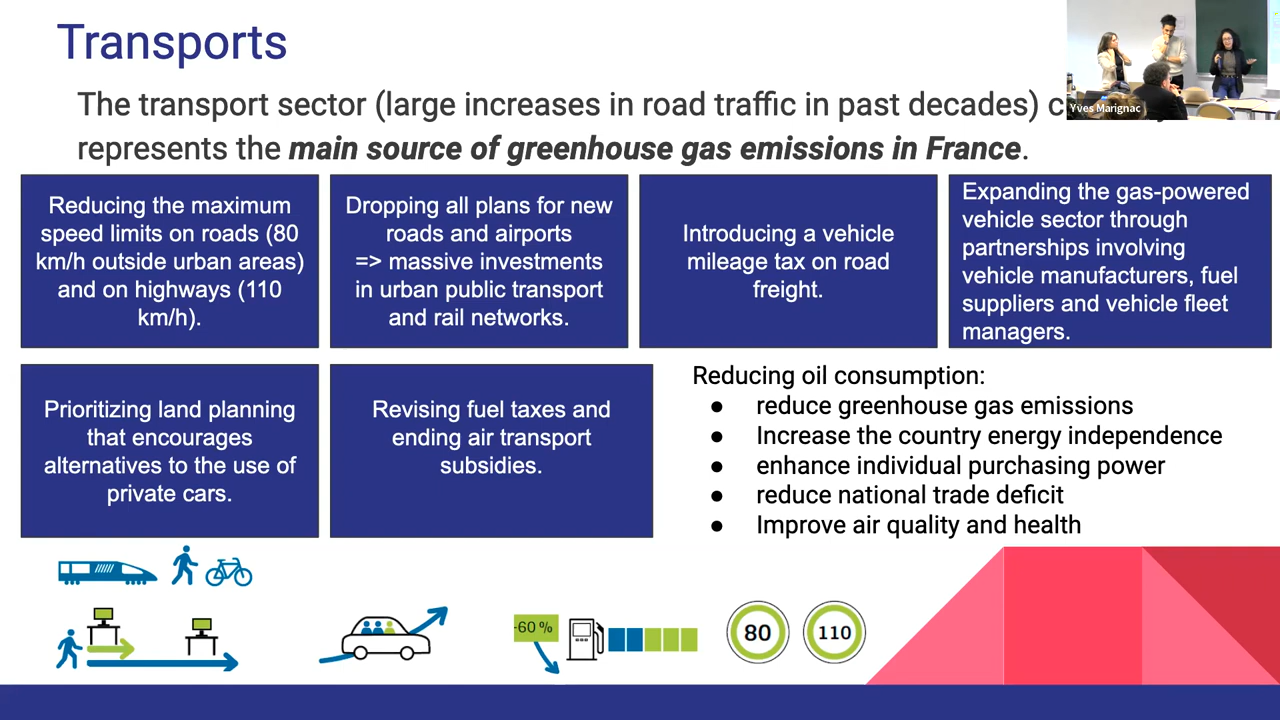 Transports
Yves Marignac
The transport sector (large increases in road traffic in past decades)
represents the main source of greenhouse gas emissions in France.
Reducing the maximum
speed limits on roads (80
km/h outside urban areas)
and on highways (110
km/h).
Dropping all plans for new
roads and airports
=> massive investments
in urban public transport
and rail networks.
Introducing a vehicle
mileage tax on road
freight.
Expanding the gas-powered
vehicle sector through
partnerships involving
vehicle manufacturers, fuel
suppliers and vehicle fleet
managers.
Prioritizing land planning
that encourages
alternatives to the use of
private cars.
Revising fuel taxes and
ending air transport
subsidies.
Reducing oil consumption:
● reduce greenhouse gas emissions
● Increase the country energy independence
● enhance individual purchasing power
● reduce national trade deficit
● Improve air quality and health
-60 %
80
110